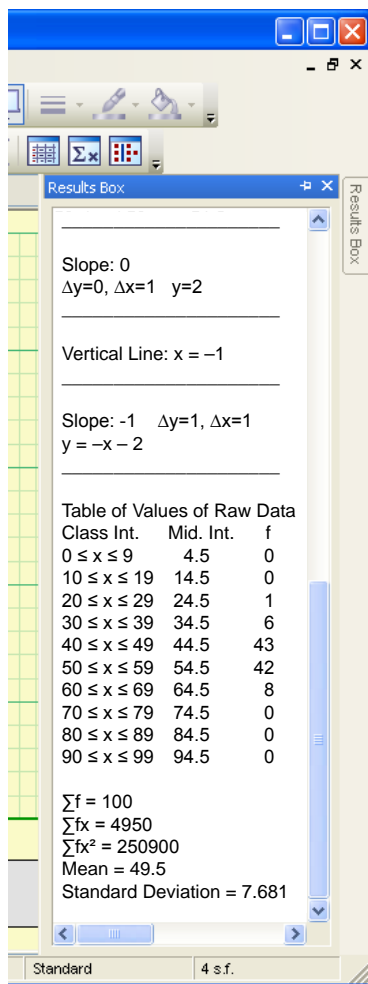 Results Box
Results Box
Slope: 0
∆y=0, ∆x=1 y=2
Vertical Line: x = –1
Slope: -1 ∆y=1, ∆x=1
y = –x – 2
Table of Values of Raw Data
Class Int. Mid. Int. f
0 ≤ x ≤ 9 4.5 0
10 ≤ x ≤ 19 14.5 0
20 ≤ x ≤ 29 24.5 1
30 ≤ x ≤ 39 34.5 6
40 ≤ x ≤ 49 44.5 43
50 ≤ x ≤ 59 54.5 42
60 ≤ x ≤ 69 64.5 8
70 ≤ x ≤ 79 74.5 0
80 ≤ x ≤ 89 84.5 0
90 ≤ x ≤ 99 94.5 0
∑f = 100
∑fx = 4950
∑fx² = 250900
Mean = 49.5
Standard Deviation = 7.681
Standard 4 s.f.